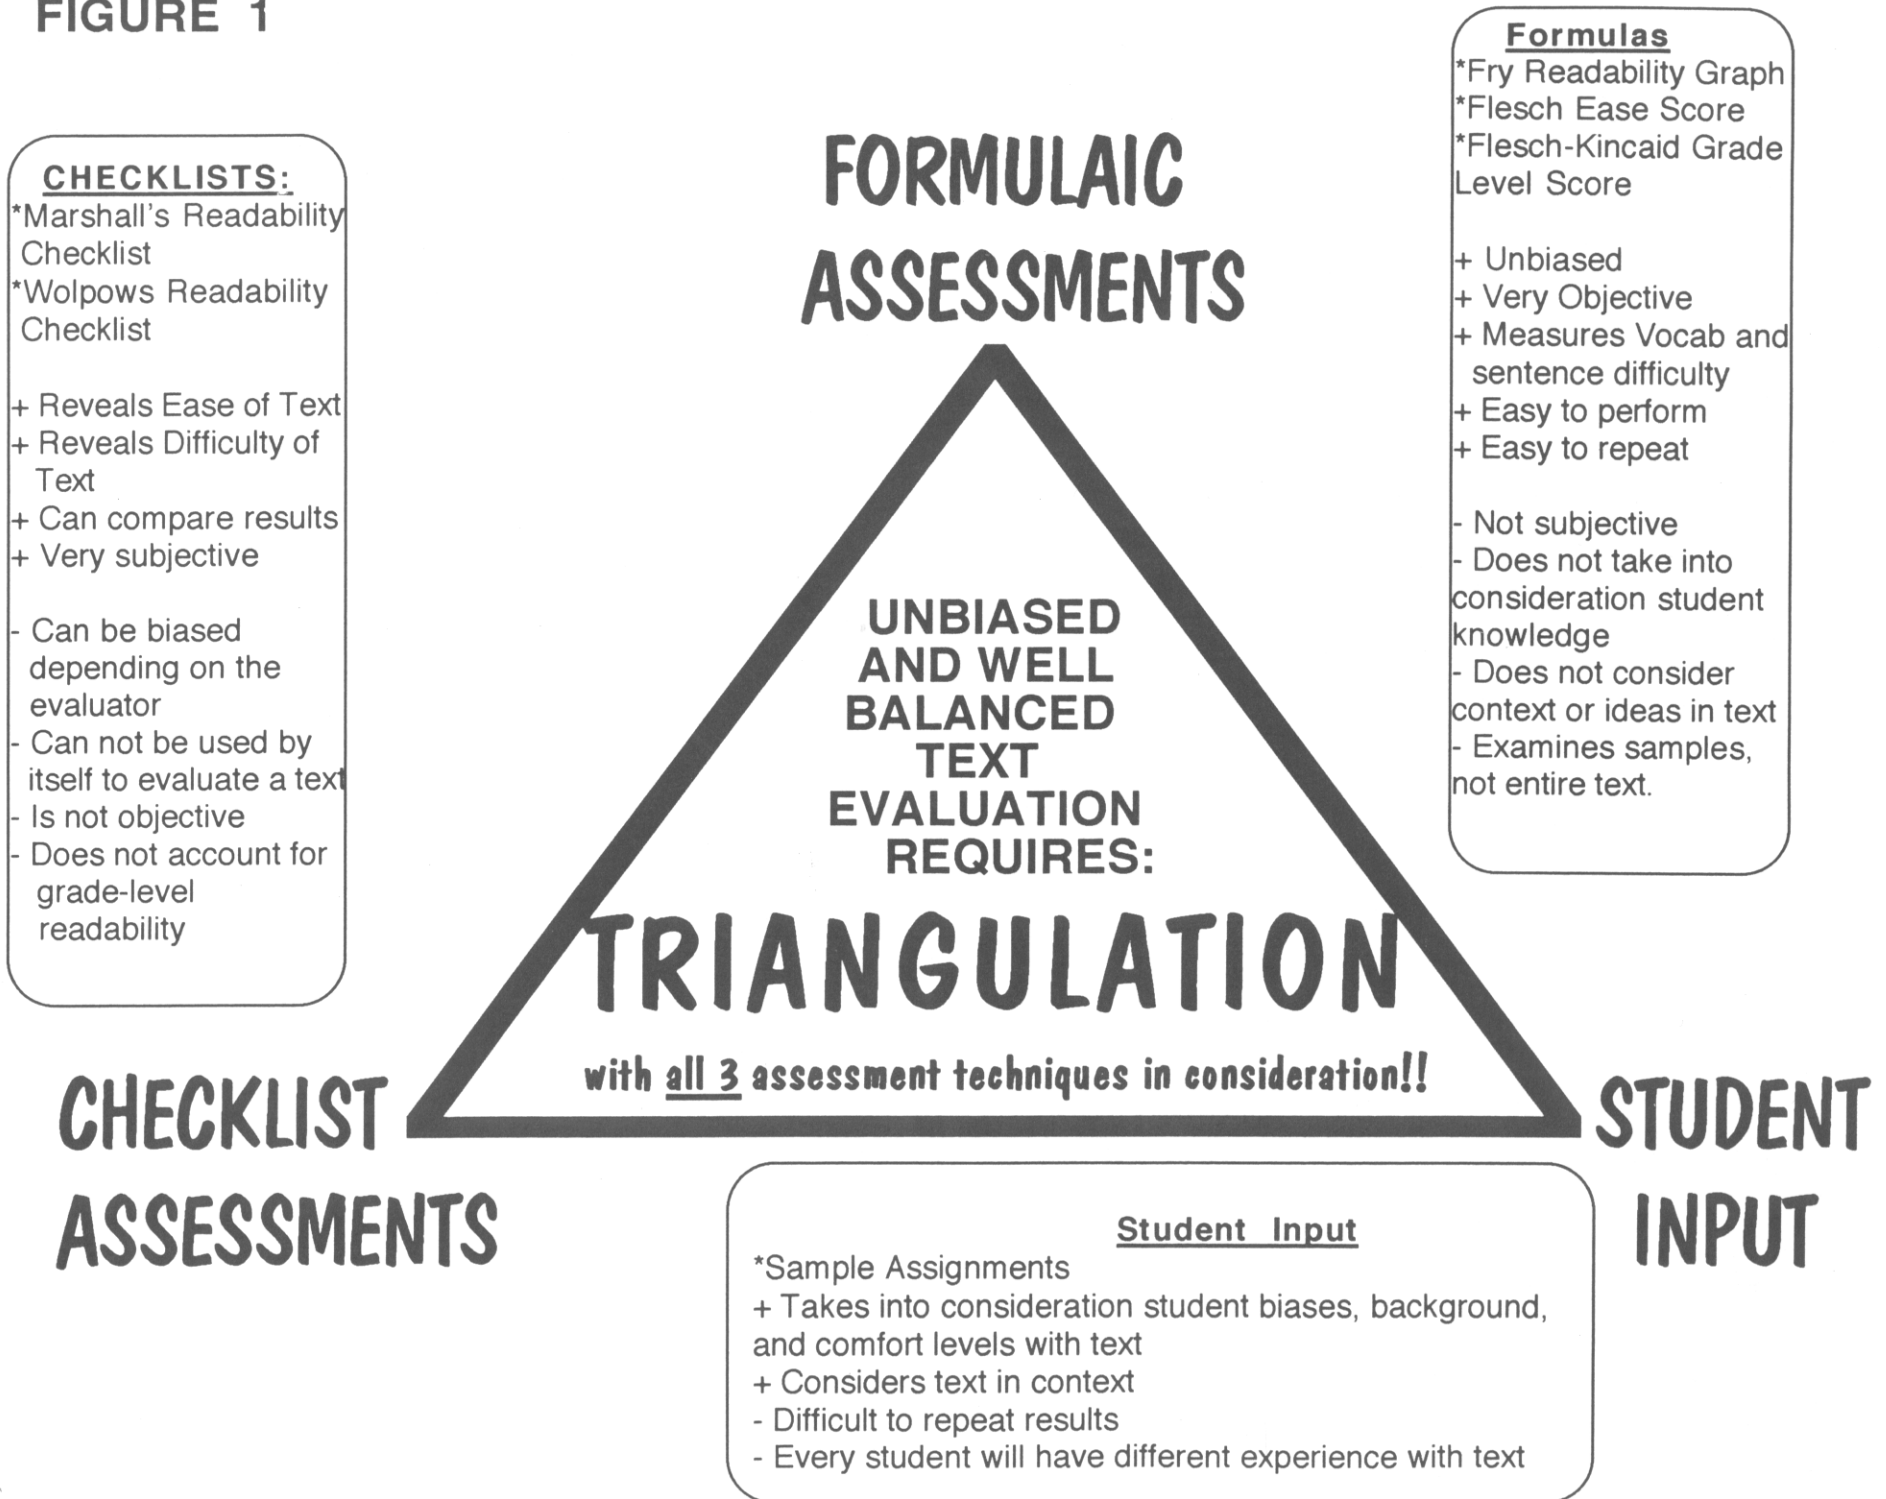 FIGURE 1
Formulas
*Fry Readability Graph
*Flesch Ease Score
*Flesch-Kincaid Grade
Level Score
+ Unbiased
+ Very Objective
+ Measures Vocab and
sentence difficulty
+ Easy to perform
+ Easy to repeat
- Not subjective
- Does not take into
consideration student
knowledge
- Does not consider
context or ideas in text
- Examines samples,
not entire text.
CHECKLISTS:
*Marshall's Readability
Checklist
*Wolpows Readability
Checklist
+ Reveals Ease of Text
+ Reveals Difficulty of
Text
+ Can compare results
+ Very subjective
- Can be biased
depending on the
evaluator
- Can not be used by
itself to evaluate a text
- Is not objective
- Does not account for
grade-level
readability
FORMULAIC
ASSESSMENTS
UNBIASED
AND WELL
BALANCED
TEXT
EVALUATION
REQUIRES:
TRIANGULATION
with all 3 assessment techniques in consideration!!
CHECKLIST
ASSESSMENTS
STUDENT
INPUT
Student Input
*Sample Assignments
+ Takes into consideration student biases, background,
and comfort levels with text
+ Considers text in context
- Difficult to repeat results
- Every student will have different experience with text